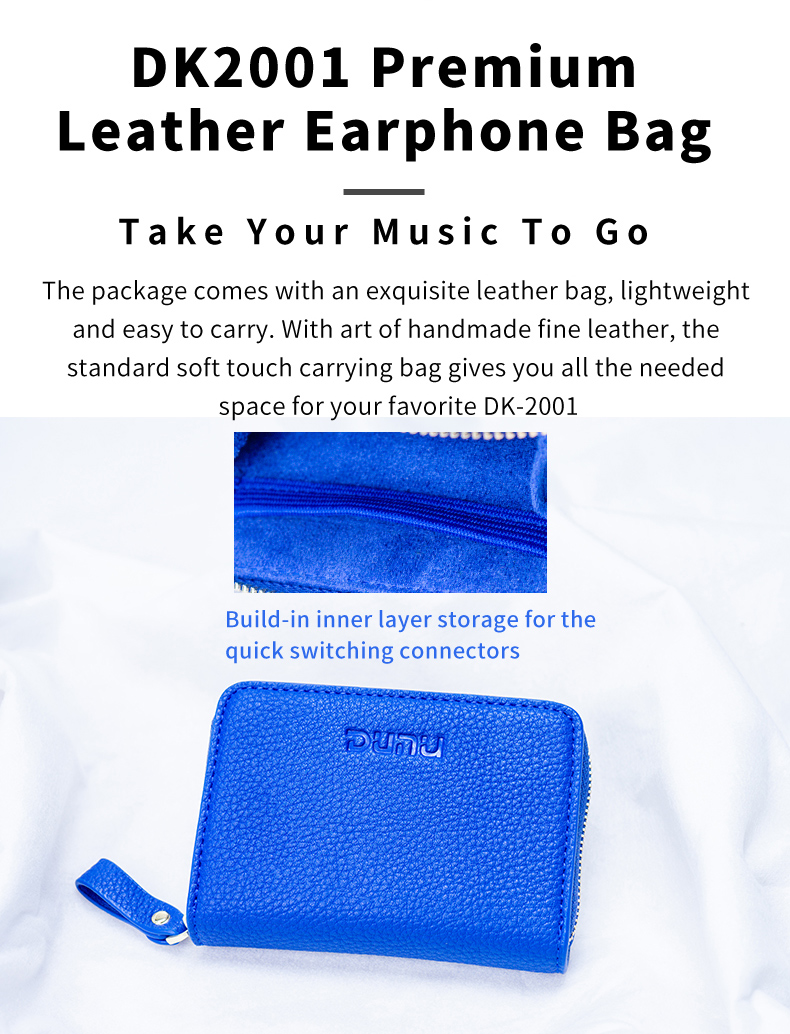 DK2001 Premium
Leather Earphone Bag
Take Your Music To Go
The package comes with an exquisite leather bag, lightweight
and easy to carry. With art of handmade fine leather, the
standard soft touch carrying bag gives you all the needed
space for your favorite DK-2001
Build-in inner layer storage for the
quick switching connectors
DUNU